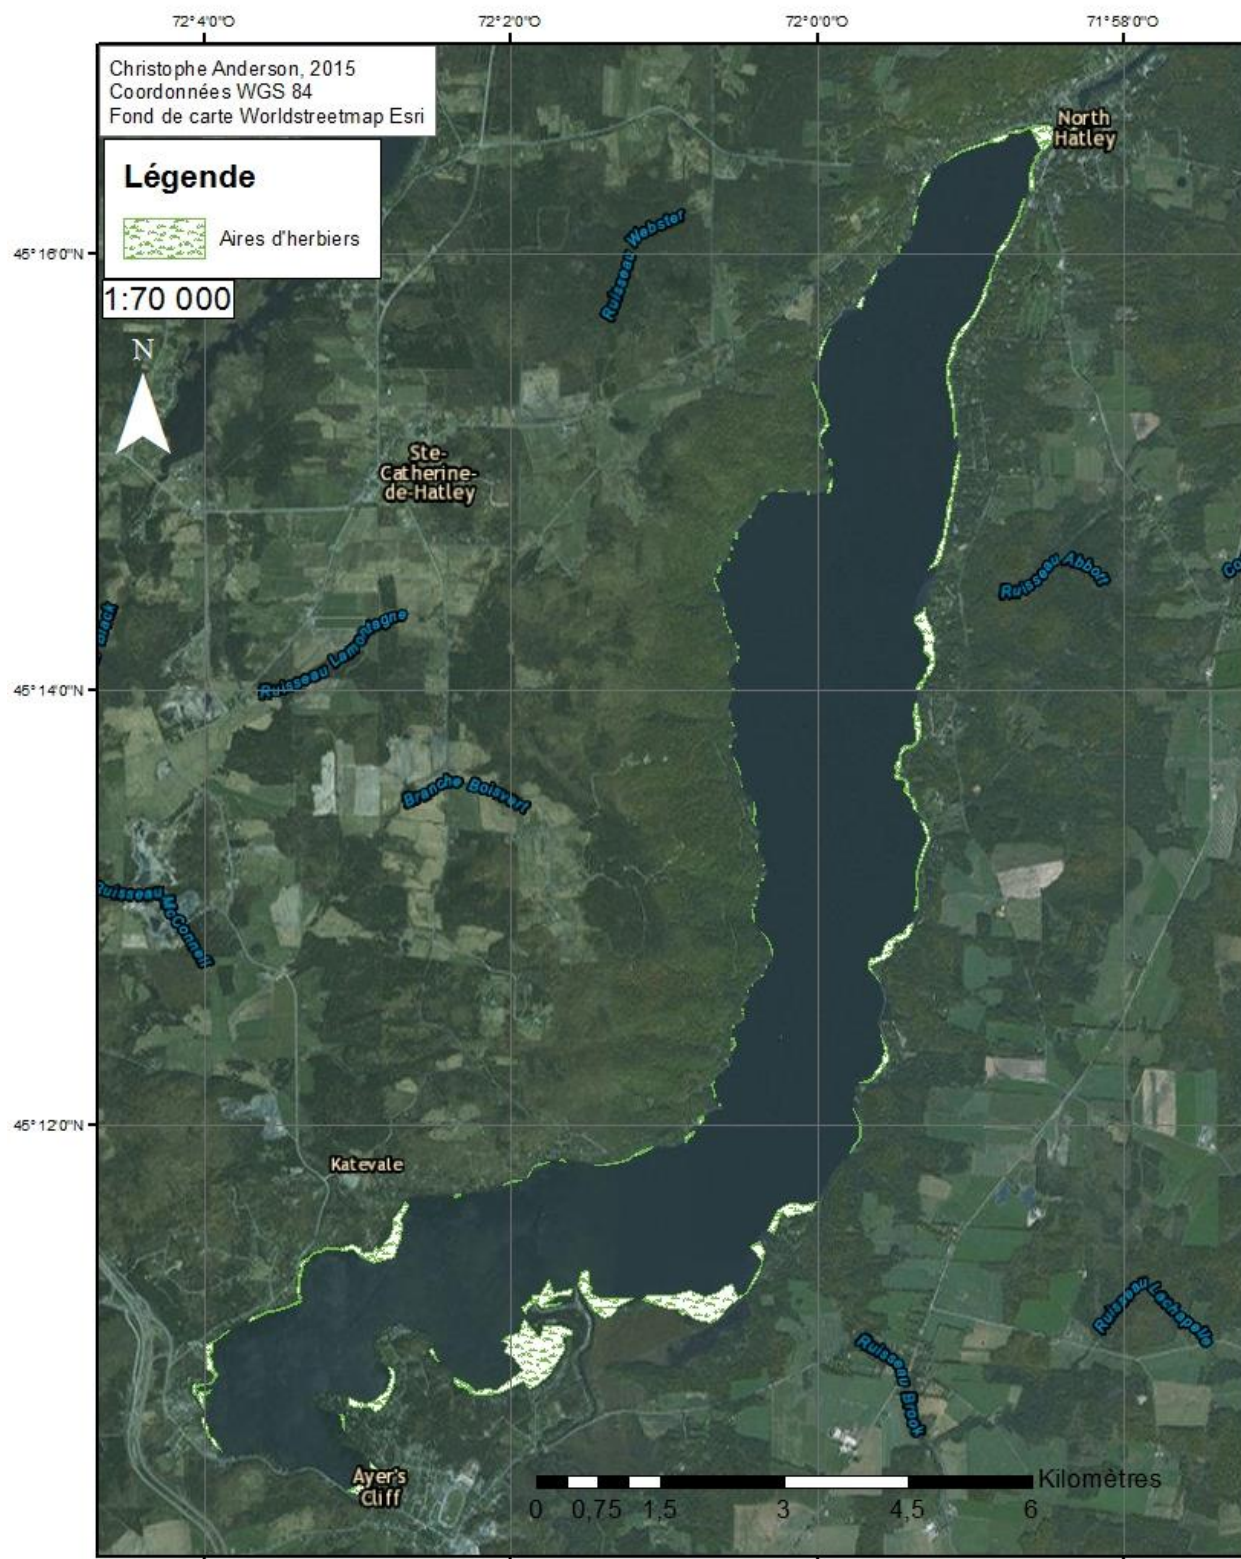 72°4'0"O
72°2'0"O
72°0'0"O
71°58'0"O
Christophe Anderson, 2015
Coordonnées WGS 84
Fond de carte Worldstreetmap Esri
North
Hatley
Légende
Aires d'herbiers
Ruisseau Webster
45°16'0"N
1:70 000
N
Ste-
Catherine-
de-Hatley
Ruisseau Abbott
Co
Black
Ruisseau Lamontagne
45°14'0"N
Branche Boisvert
Ruisseau McConnell
45°12'0"N
Katevale
Ruisseau Lachapelle
Ruisseau Brook
Ayer's
Cliff
Kilomètres
0 0,75 1,5 3 4,5 6